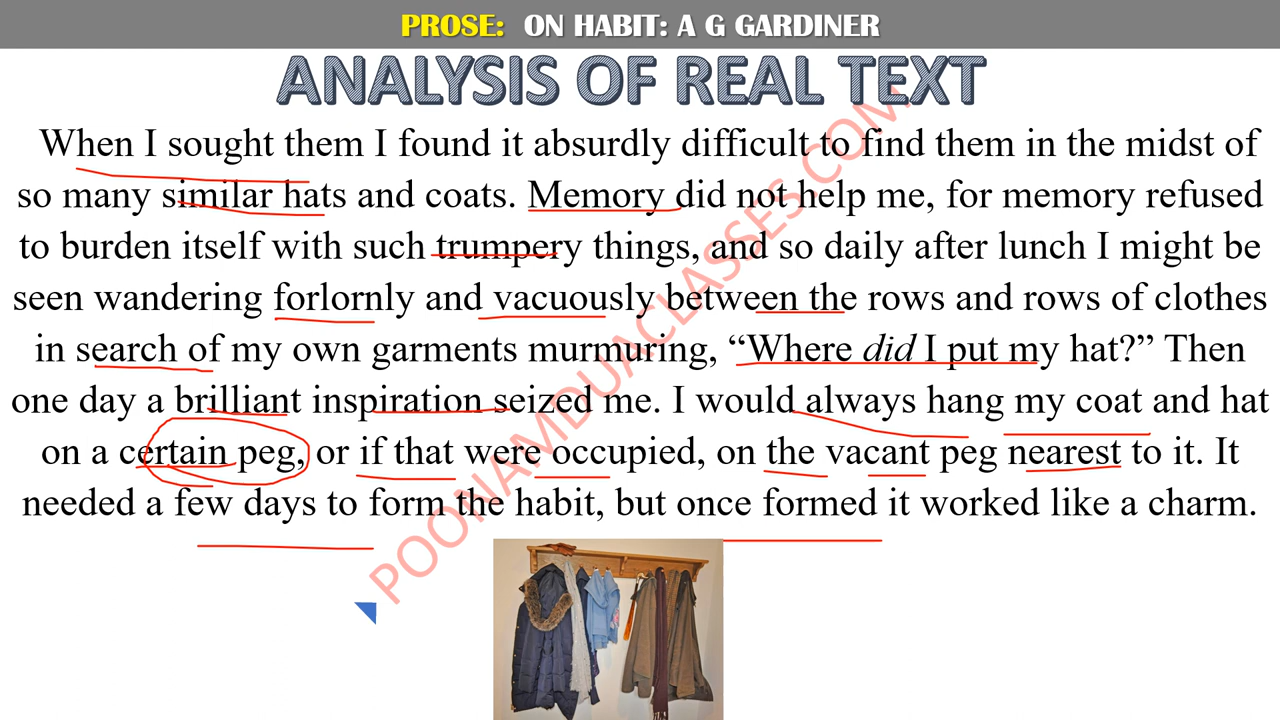 PROSE: ON HABIT: A G GARDINER
ANALYSIS OF REAL TEXT
When I sought them I found it absurdly difficult to find them in the midst of
so many similar hats and coats. Memory did not help me, for memory refused
to burden itself with such trumpery things, and so daily after lunch I might be
seen wandering forlornly and vacuously between the rows and rows of clothes
in search of my own garments murmuring, “Where did I put my hat?” Then
one day a brilliant inspiration seized me. I would always hang my coat and hat
on a certain peg, or if that were occupied, on the vacant peg nearest to it. It
needed a few days to form the habit, but once formed it worked like a charm.
POONAMDUACLASSES.COM